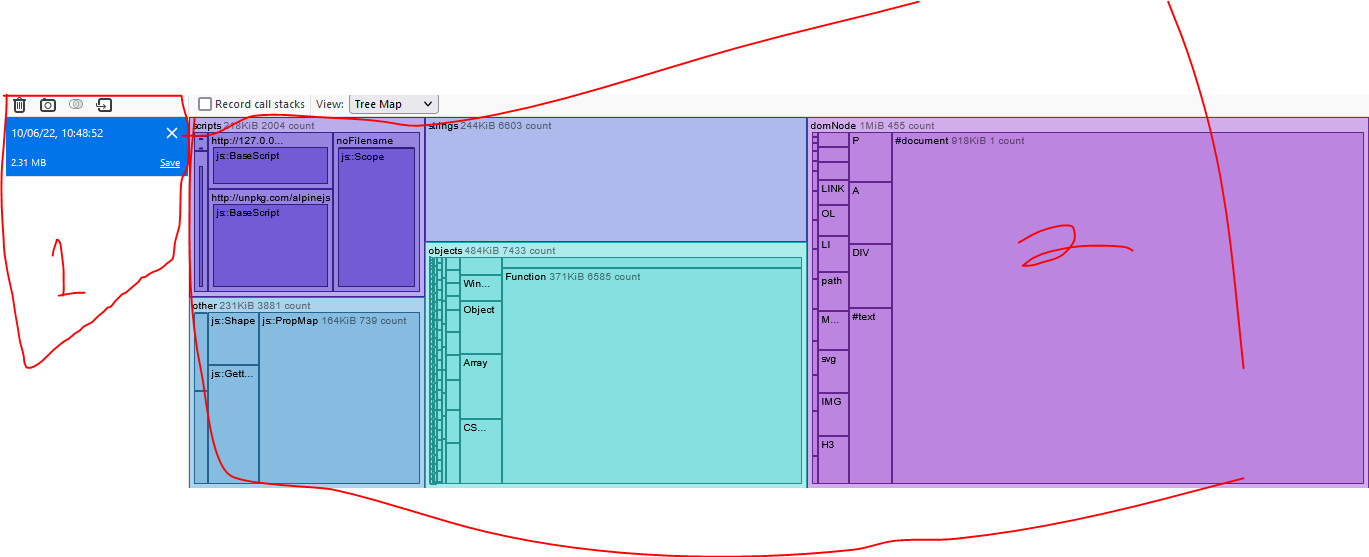 Record call stacks View: Tree Map
10/06/22, 10:48:52
2.31 MB Save
scripts 218KiB 2004 count
http://127.0.0...
js::BaseScript
http://unpkg.com/alpinejs
js::BaseScript
noFilename
js::Scope
other 231KiB 3881 count
js::Shape
js::Gett...
js::PropMap 164KiB 739 count
strings 244KiB 6603 count
objects 484KiB 7433 count
Win...
Object
Array
CS...
Function 371KiB 6585 count
domNode 1MiB 455 count
LINK
OL
LI
path
M...
svg
IMG
H3
P
A
DIV
#text
#document 918KiB 1 count
1
2